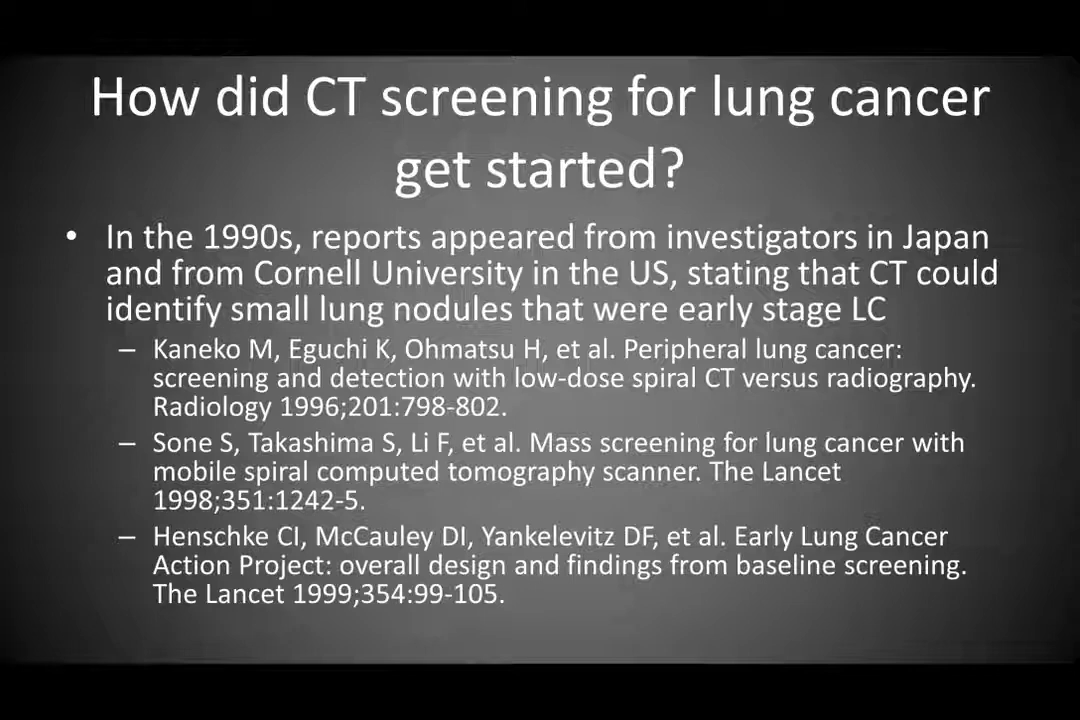 How did CT screening for lung cancer
get started?
• In the 1990s, reports appeared from investigators in Japan
and from Cornell University in the US, stating that CT could
identify small lung nodules that were early stage LC
– Kaneko M, Eguchi K, Ohmatsu H, et al. Peripheral lung cancer:
screening and detection with low-dose spiral CT versus radiography.
Radiology 1996;201:798-802.
– Sone S, Takashima S, Li F, et al. Mass screening for lung cancer with
mobile spiral computed tomography scanner. The Lancet
1998;351:1242-5.
– Henschke CI, McCauley DI, Yankelevitz DF, et al. Early Lung Cancer
Action Project: overall design and findings from baseline screening.
The Lancet 1999;354:99-105.